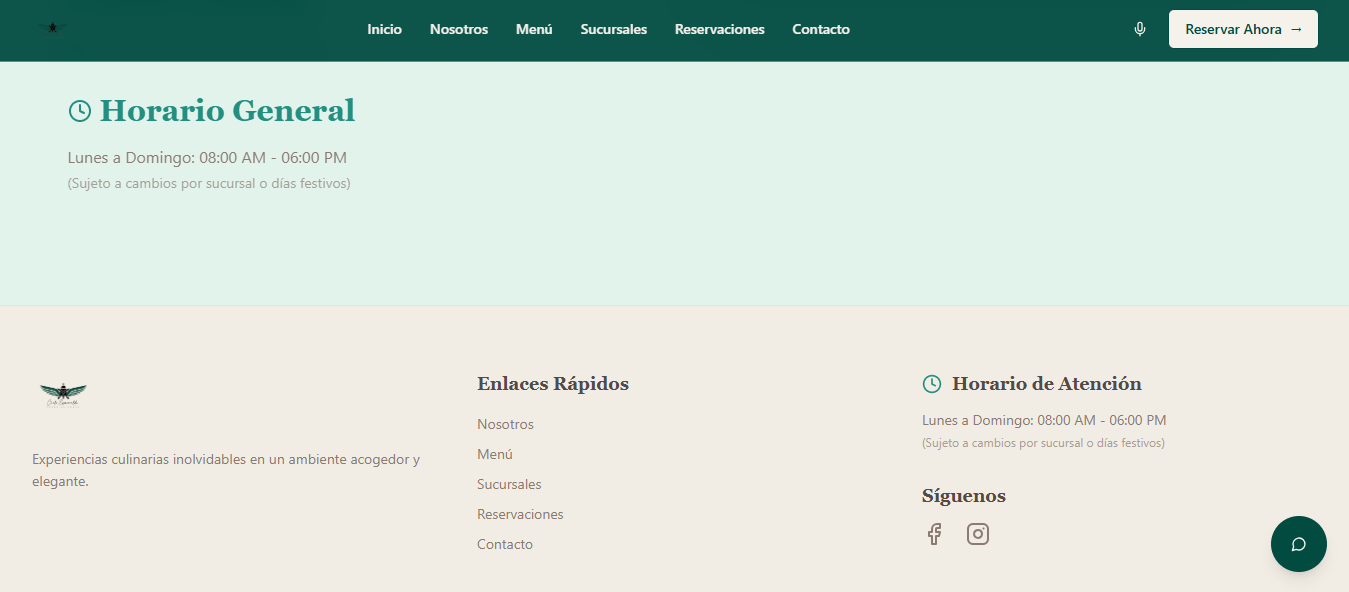 Inicio
Nosotros
Menú
Sucursales
Reservaciones
Contacto
Reservar Ahora →
Horario General
Lunes a Domingo: 08:00 AM - 06:00 PM
(Sujeto a cambios por sucursal o días festivos)
Experiencias culinarias inolvidables en un ambiente acogedor y
elegante.
Enlaces Rápidos
Nosotros
Menú
Sucursales
Reservaciones
Contacto
Horario de Atención
Lunes a Domingo: 08:00 AM - 06:00 PM
(Sujeto a cambios por sucursal o días festivos)
Síguenos